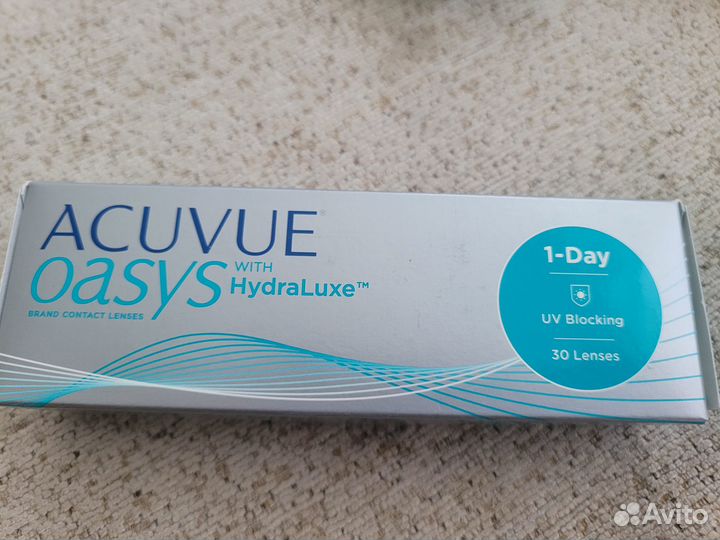 ACUVUE®
oasys WITH HydraLuxe™
BRAND CONTACT LENSES
1-Day
UV Blocking
30 Lenses
Avito